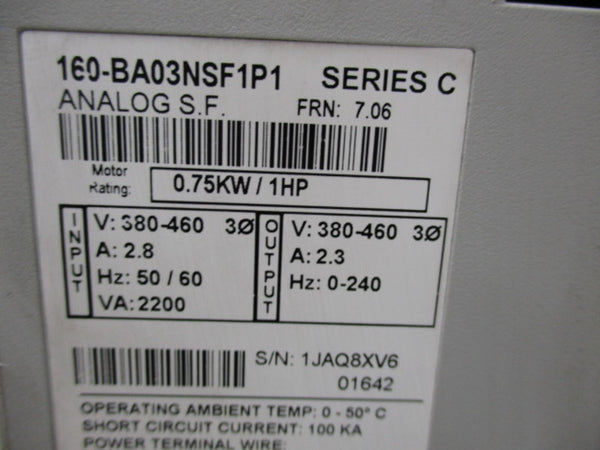 160-BA03NSF1P1 SERIES C
ANALOG S.F. FRN: 7.06
Motor Rating: 0.75KW / 1HP
INPUT
V: 380-460 3Ø
A: 2.8
Hz: 50 / 60
VA: 2200
OUTPUT
V: 380-460 3Ø
A: 2.3
Hz: 0-240
S/N: 1JAQ8XV6
01642
OPERATING AMBIENT TEMP: 0 - 50° C
SHORT CIRCUIT CURRENT: 100 KA
POWER TERMINAL WIRE: